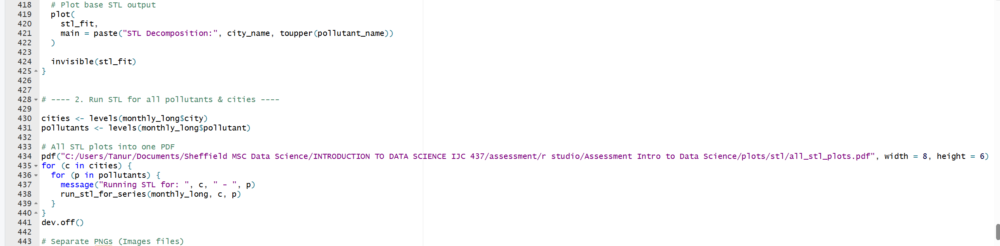 418   # Plot base STL output
419   plot(
420     stl_fit,
421     main = paste("STL Decomposition:", city_name, toupper(pollutant_name))
422   )
423
424   invisible(stl_fit)
425 }
426
427
428 # ---- 2. Run STL for all pollutants & cities ----
429
430 cities <- levels(monthly_long$city)
431 pollutants <- levels(monthly_long$pollutant)
432
433 # All STL plots into one PDF
434 pdf("C:/Users/Tanur/Documents/Sheffield MSC Data Science/INTRODUCTION TO DATA SCIENCE IJC 437/assessment/r studio/Assessment Intro to Data Science/plots/stl/all_stl_plots.pdf", width = 8, height = 6)
435 for (c in cities) {
436   for (p in pollutants) {
437     message("Running STL for: ", c, " - ", p)
438     run_stl_for_series(monthly_long, c, p)
439   }
440 }
441 dev.off()
442
443 # Separate PNGs (Images files)